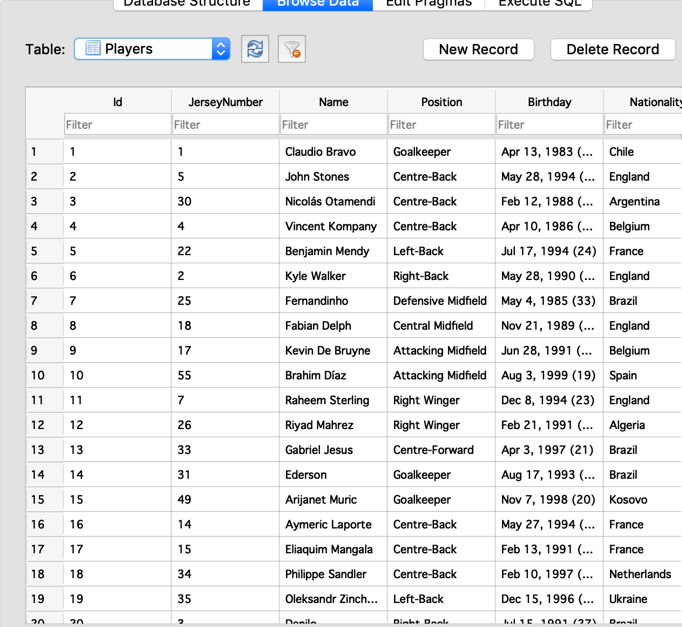 Database Structure Browse Data Edit Pragmas Execute SQL
Table: Players New Record Delete Record
Id JerseyNumber Name Position Birthday Nationality
Filter Filter Filter Filter Filter Filter
1 1 1 Claudio Bravo Goalkeeper Apr 13, 1983 (... Chile
2 2 5 John Stones Centre-Back May 28, 1994 (... England
3 3 30 Nicolás Otamendi Centre-Back Feb 12, 1988 (... Argentina
4 4 4 Vincent Kompany Centre-Back Apr 10, 1986 (... Belgium
5 5 22 Benjamin Mendy Left-Back Jul 17, 1994 (24) France
6 6 2 Kyle Walker Right-Back May 28, 1990 (... England
7 7 25 Fernandinho Defensive Midfield May 4, 1985 (33) Brazil
8 8 18 Fabian Delph Central Midfield Nov 21, 1989 (... England
9 9 17 Kevin De Bruyne Attacking Midfield Jun 28, 1991 (... Belgium
10 10 55 Brahim Díaz Attacking Midfield Aug 3, 1999 (19) Spain
11 11 7 Raheem Sterling Right Winger Dec 8, 1994 (23) England
12 12 26 Riyad Mahrez Right Winger Feb 21, 1991 (... Algeria
13 13 33 Gabriel Jesus Centre-Forward Apr 3, 1997 (21) Brazil
14 14 31 Ederson Goalkeeper Aug 17, 1993 (... Brazil
15 15 49 Arijanet Muric Goalkeeper Nov 7, 1998 (20) Kosovo
16 16 14 Aymeric Laporte Centre-Back May 27, 1994 (... France
17 17 15 Eliaquim Mangala Centre-Back Feb 13, 1991 (... France
18 18 34 Philippe Sandler Centre-Back Feb 10, 1997 (... Netherlands
19 19 35 Oleksandr Zinch... Left-Back Dec 15, 1996 (... Ukraine
20 20 3 Danilo Right-Back Jul 15, 1991 (27) Brazil